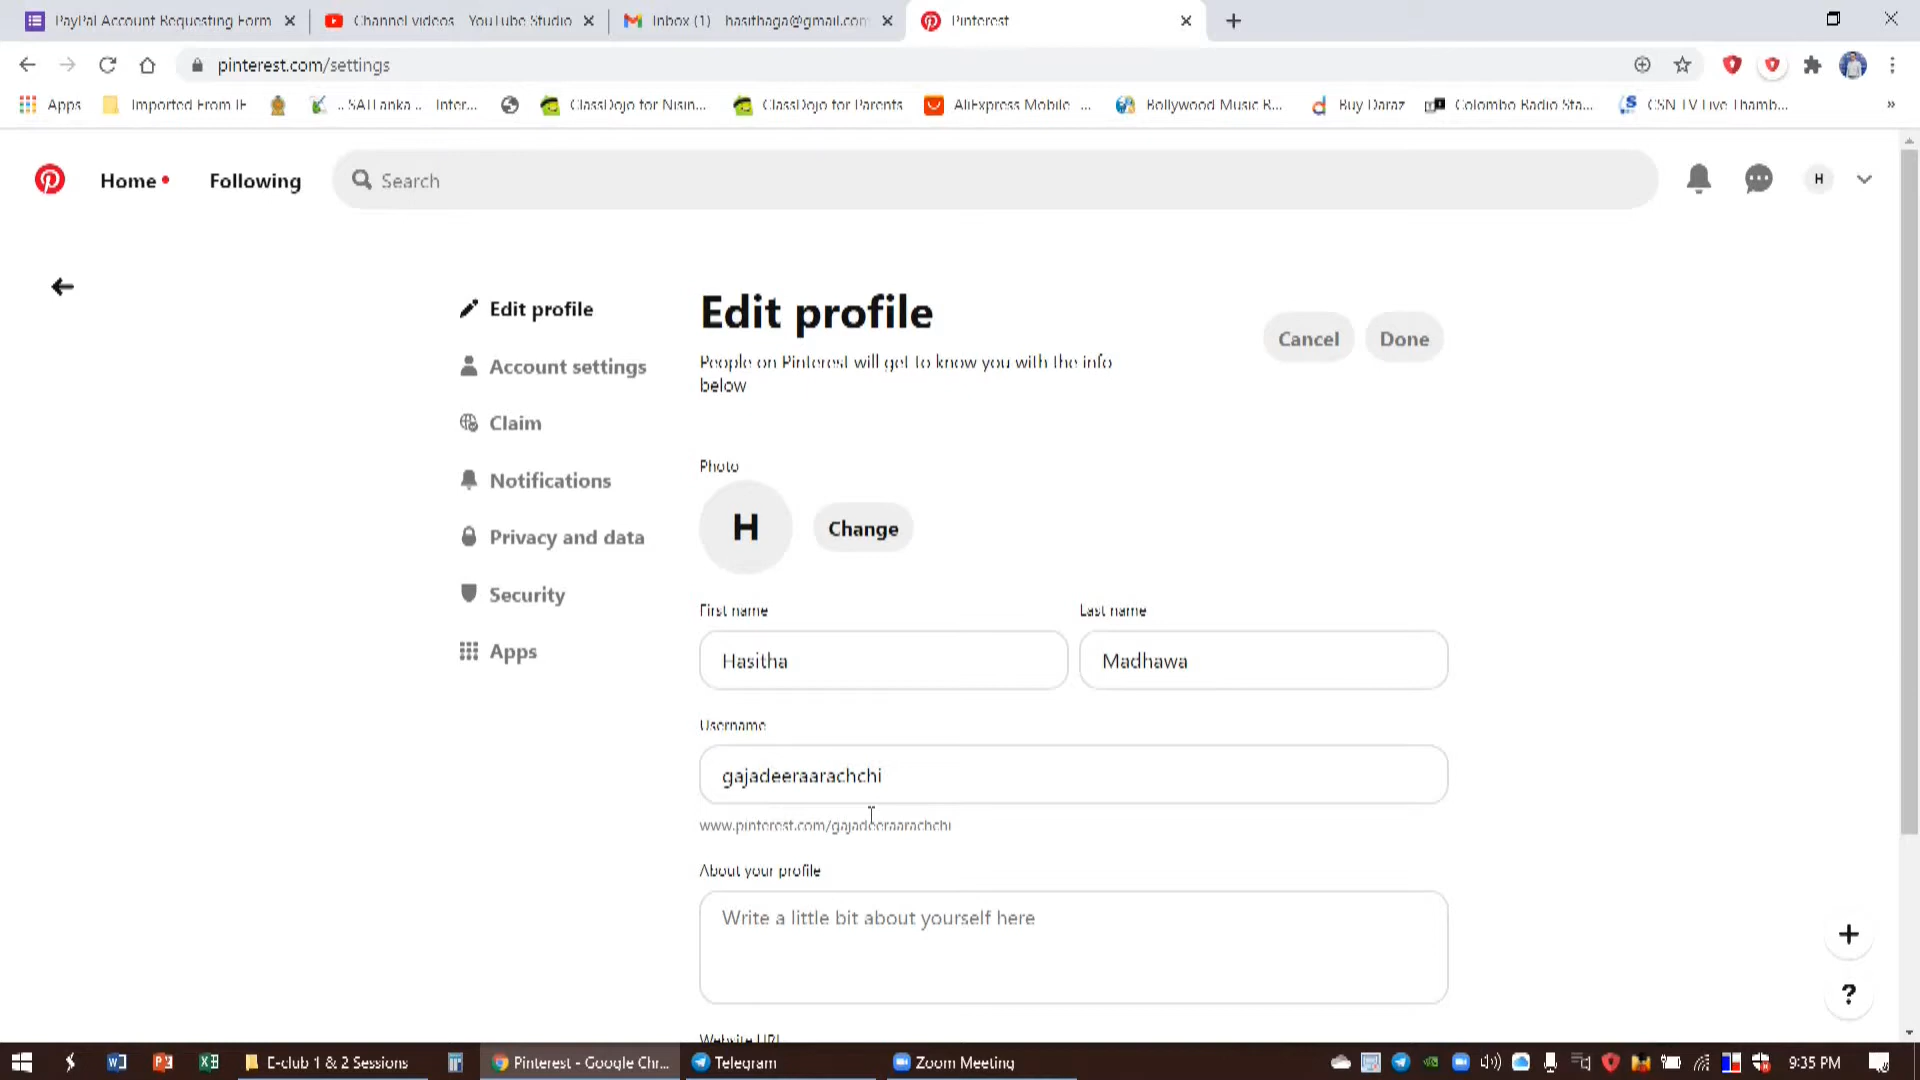 PayPal Account Requesting Form
Channel videos - YouTube Studio
Inbox (1) - hasithaga@gmail.com
Pinterest
pinterest.com/settings
Apps
Imported From IE
.. SATLanka .. Inter...
ClassDojo for Nisin...
ClassDojo for Parents
AliExpress Mobile - ...
Bollywood Music R...
Buy Daraz
Colombo Radio Sta...
CSN TV Live Thamb...
»
Home
Following
Search
H
Edit profile
Account settings
Claim
Notifications
Privacy and data
Security
Apps
Edit profile
People on Pinterest will get to know you with the info
below
Cancel
Done
Photo
H
Change
First name
Last name
Hasitha
Madhawa
Username
gajadeeraarachchi
www.pinterest.com/gajadeeraarachchi
About your profile
Write a little bit about yourself here
Website URL
+
?
E-club 1 & 2 Sessions
Pinterest - Google Chr...
Telegram
Zoom Meeting
9:35 PM